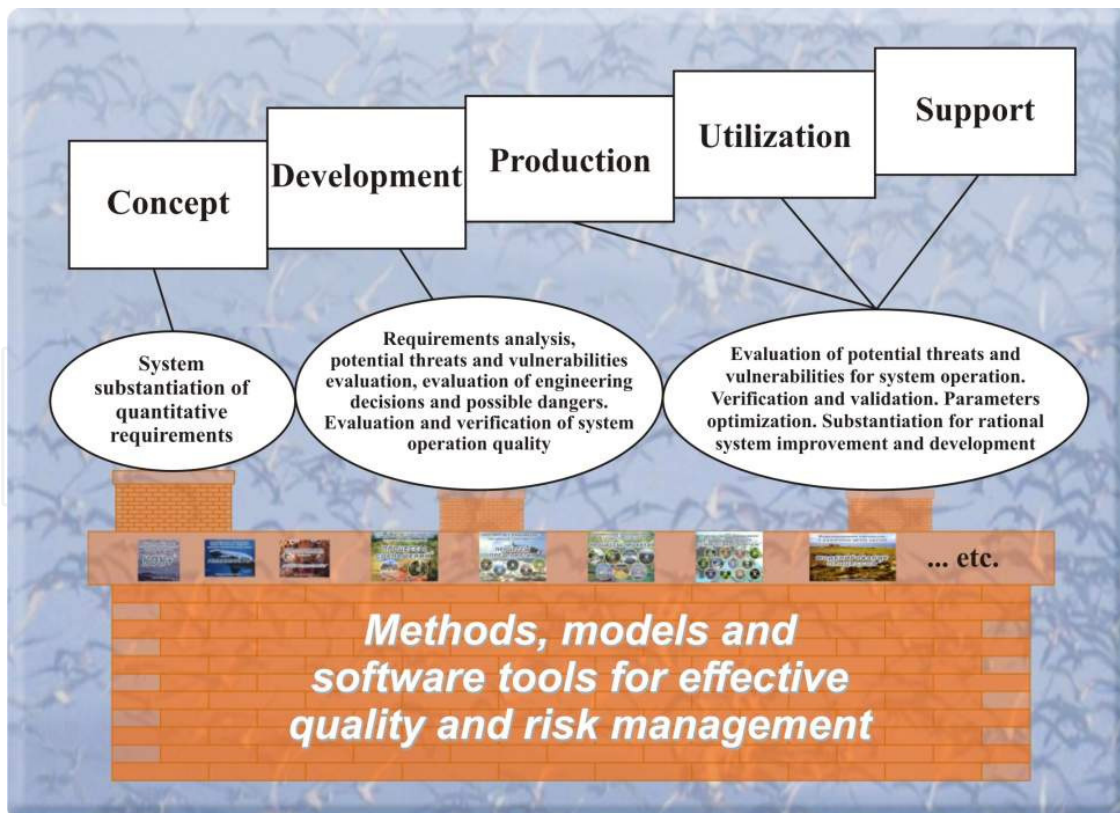 Support
Utilization
Production
Development
Concept
System
substantiation of
quantitative
requirements
Requirements analysis,
potential threats and vulnerabilities
evaluation, evaluation of engineering
decisions and possible dangers.
Evaluation and verification of system
operation quality
Evaluation of potential threats and
vulnerabilities for system operation.
Verification and validation. Parameters
optimization. Substantiation for rational
system improvement and development
... etc.
Methods, models and
software tools for effective
quality and risk management